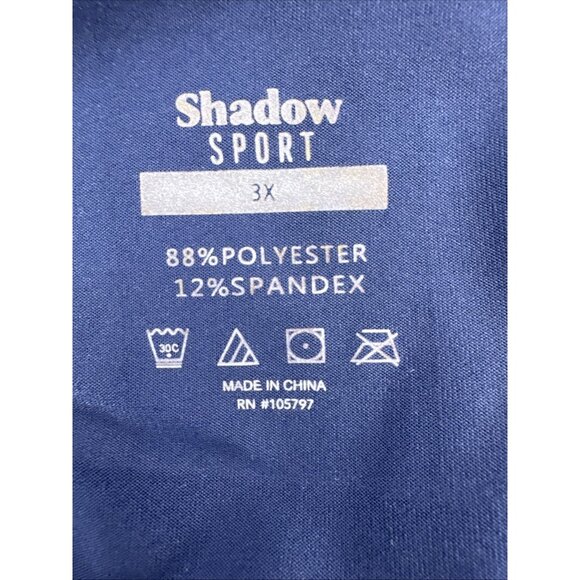 Shadow
SPORT
3X
88%POLYESTER
12%SPANDEX
30C
MADE IN CHINA
RN #105797